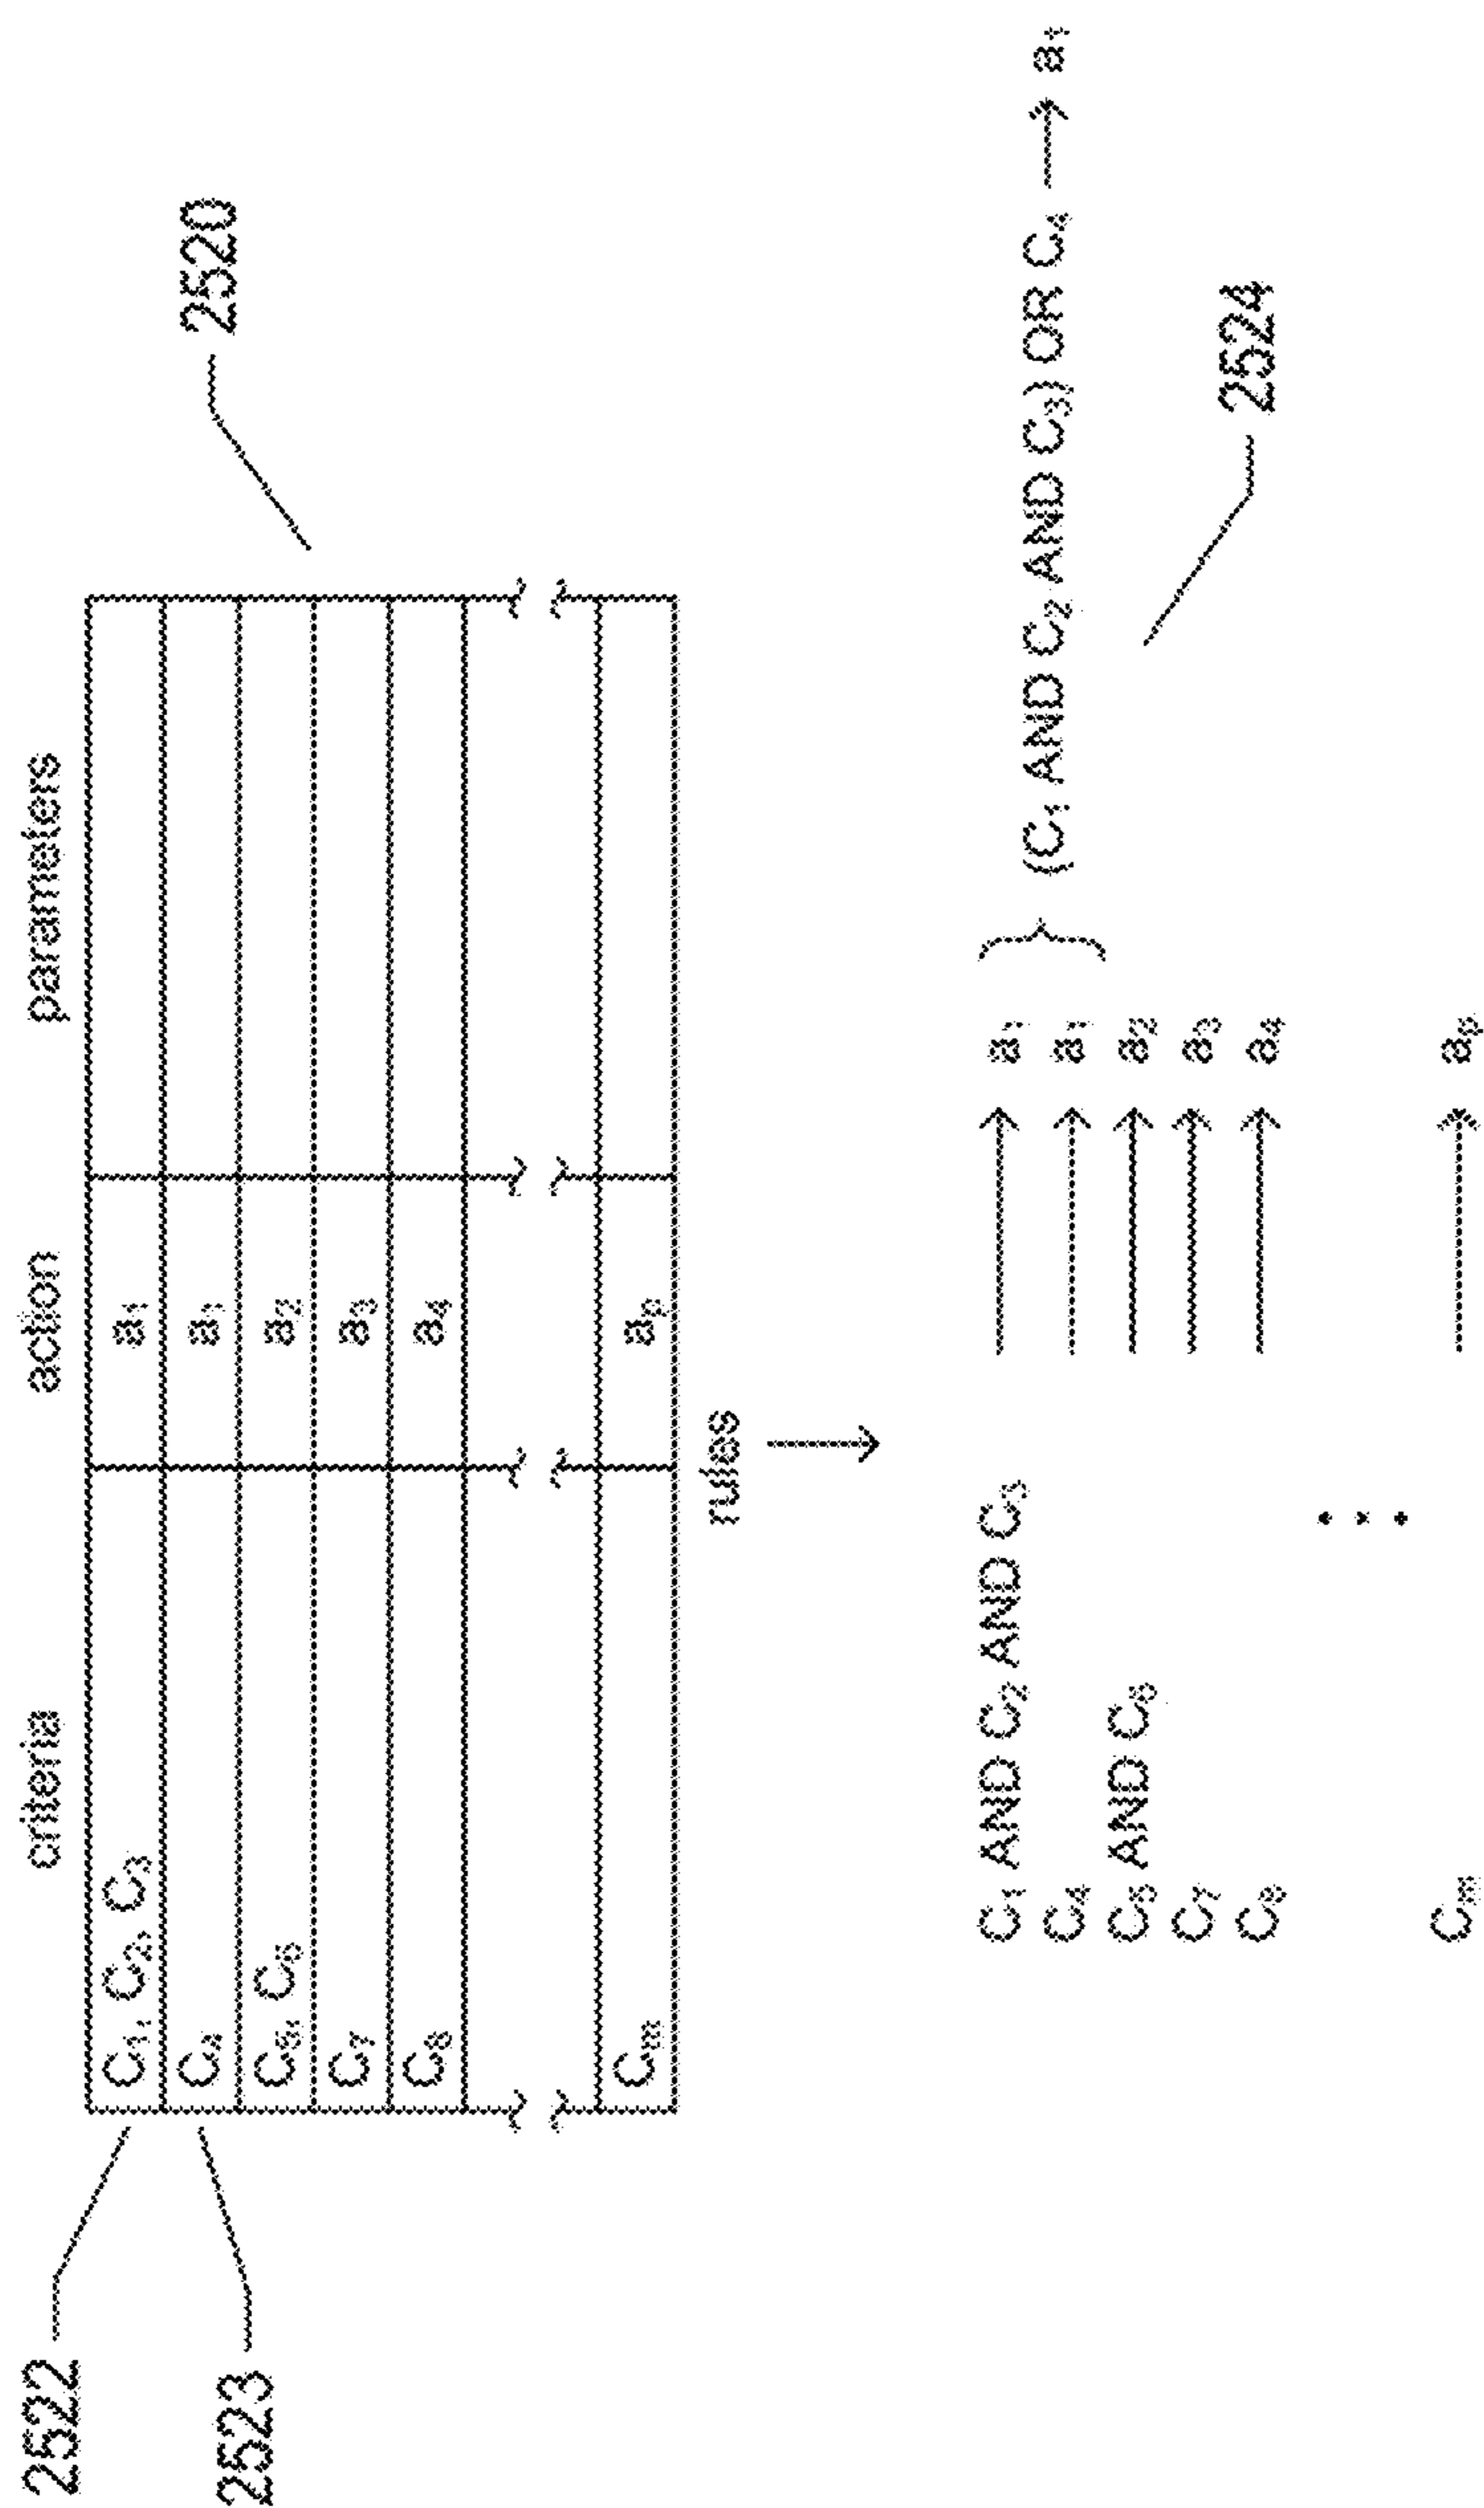 criteria action parameters
2522
C₁, C₂, C₃ a₁
2520
2523
C₄ a₁
C₅, C₆ a₂
C₇ a₃
C₈ a₄
Cₘ aₚ
rules
C₁ AND C₂ AND C₃ → a₁
C₄ → a₁
} (C₁ AND C₂ AND C₃) OR C₄ → a₁
C₅ AND C₆ → a₂
C₇ → a₃
C₈ → a₄
2524
...
Cₘ → aₚ